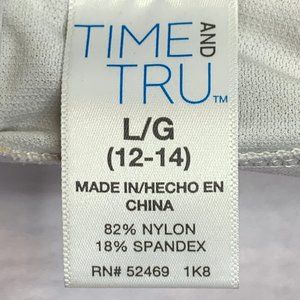 TIME AND
TRU™
L/G
(12-14)
MADE IN/HECHO EN
CHINA
82% NYLON
18% SPANDEX
RN# 52469 1K8